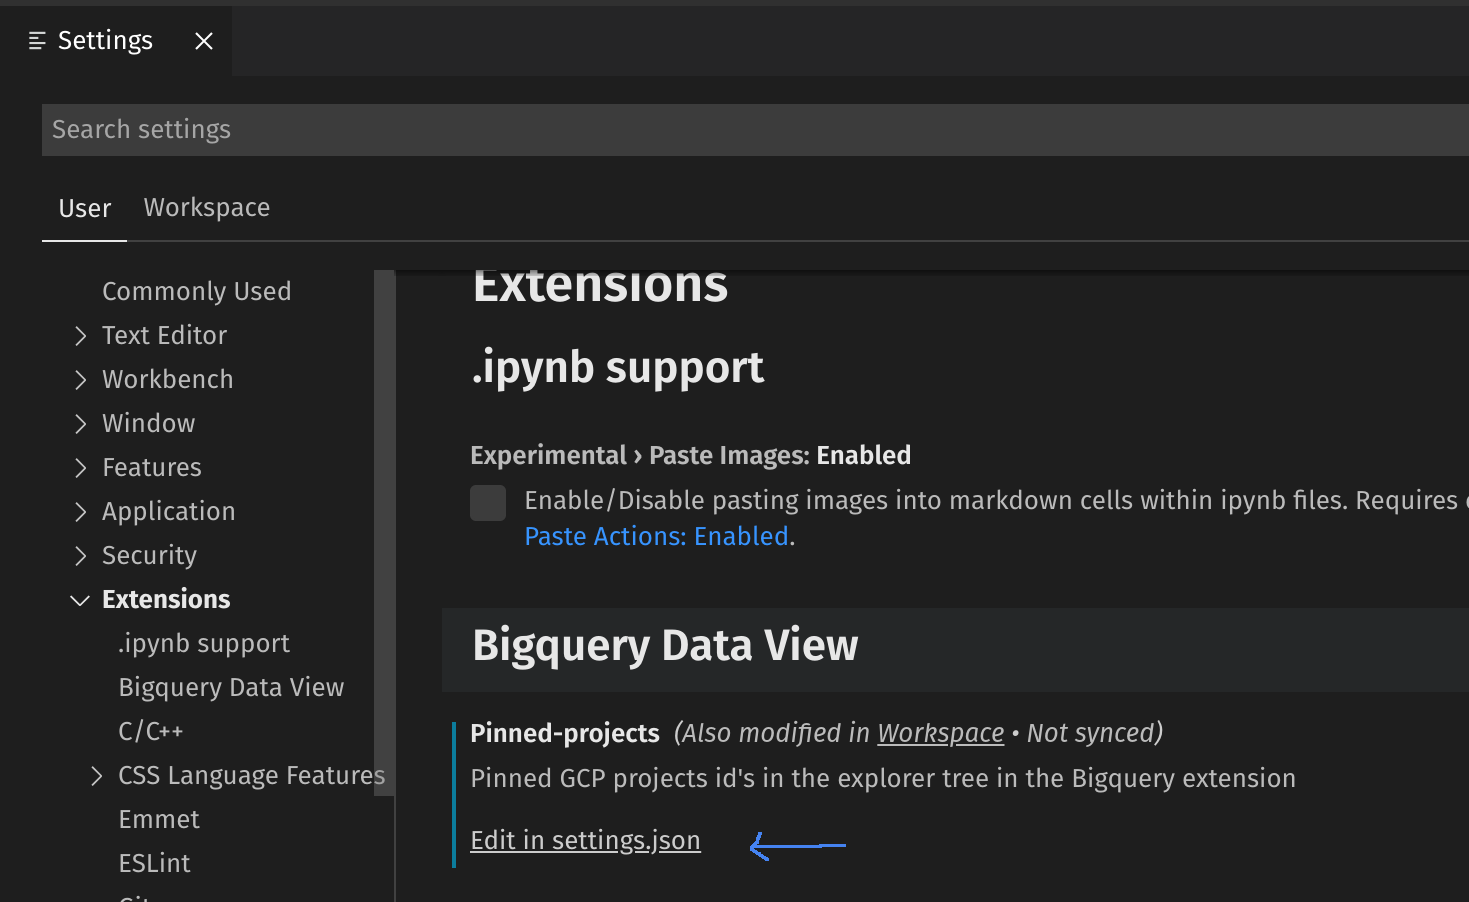 Settings
Search settings
User Workspace
Commonly Used
Text Editor
Workbench
Window
Features
Application
Security
Extensions
.ipynb support
Bigquery Data View
C/C++
CSS Language Features
Emmet
ESLint
Extensions
.ipynb support
Experimental › Paste Images: Enabled
Enable/Disable pasting images into markdown cells within ipynb files. Requires
Paste Actions: Enabled.
Bigquery Data View
Pinned-projects (Also modified in Workspace • Not synced)
Pinned GCP projects id's in the explorer tree in the Bigquery extension
Edit in settings.json